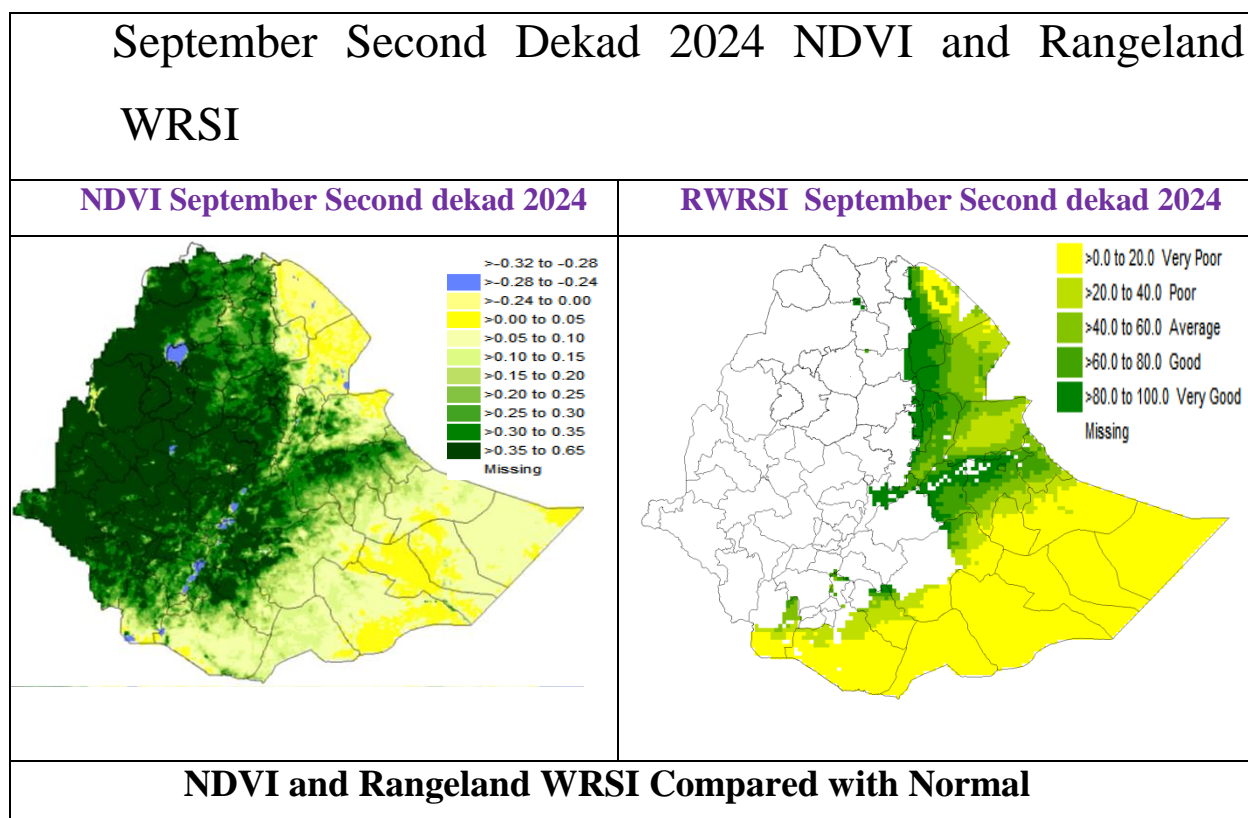 September Second Dekad 2024 NDVI and Rangeland
WRSI
NDVI September Second dekad 2024
RWRSI September Second dekad 2024
>-0.32 to -0.28
>-0.28 to -0.24
>-0.24 to 0.00
>0.00 to 0.05
>0.05 to 0.10
>0.10 to 0.15
>0.15 to 0.20
>0.20 to 0.25
>0.25 to 0.30
>0.30 to 0.35
>0.35 to 0.65
Missing
>0.0 to 20.0 Very Poor
>20.0 to 40.0 Poor
>40.0 to 60.0 Average
>60.0 to 80.0 Good
>80.0 to 100.0 Very Good
Missing
NDVI and Rangeland WRSI Compared with Normal